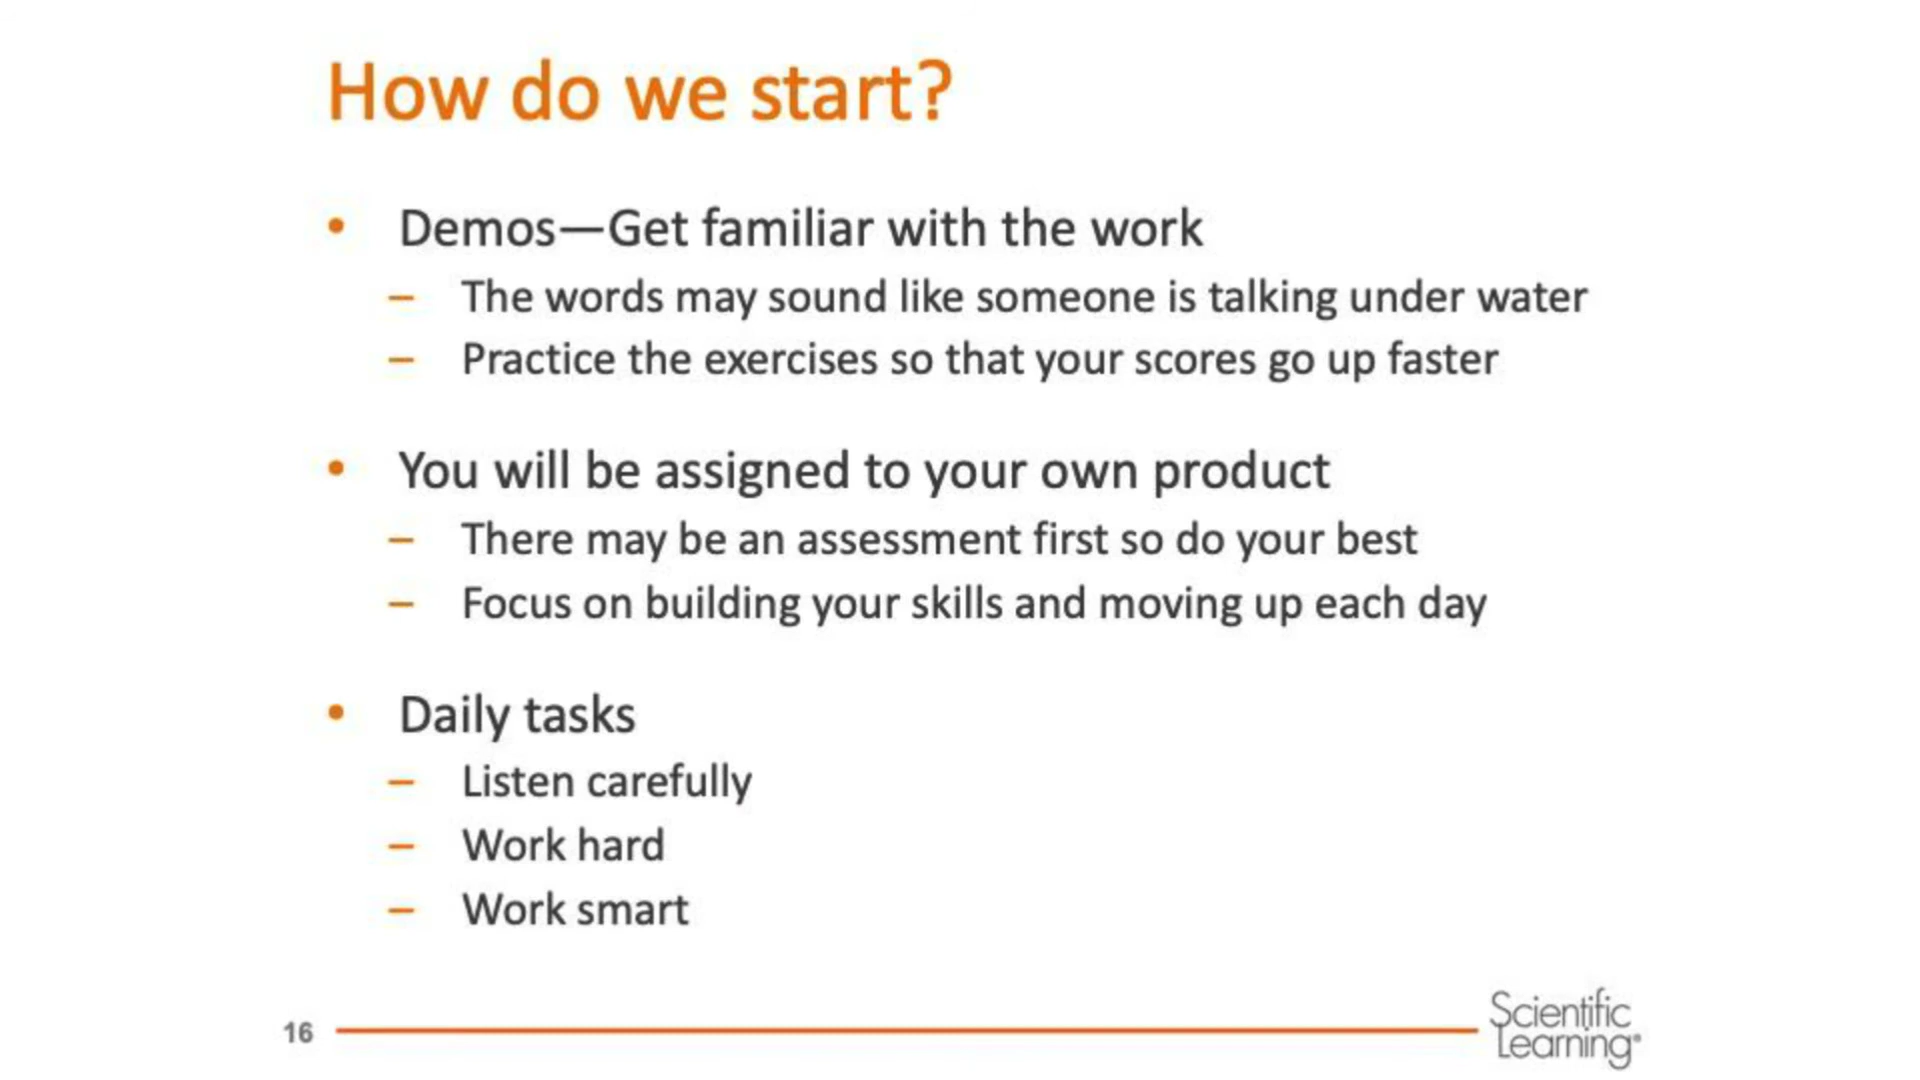 How do we start?
• Demos—Get familiar with the work
– The words may sound like someone is talking under water
– Practice the exercises so that your scores go up faster
• You will be assigned to your own product
– There may be an assessment first so do your best
– Focus on building your skills and moving up each day
• Daily tasks
– Listen carefully
– Work hard
– Work smart
16
Scientific
Learning®